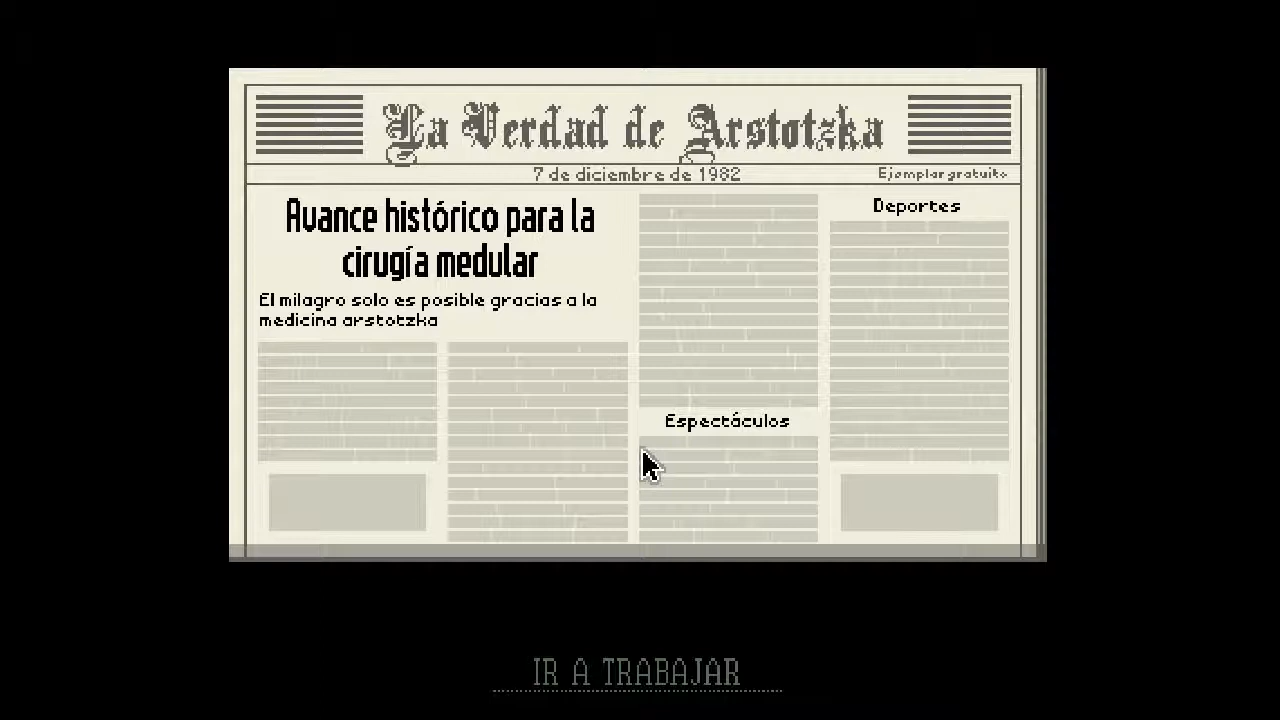 La Verdad de Arstotzka
7 de diciembre de 1982
Ejemplar gratuito
Avance histórico para la
cirugía medular
El milagro solo es posible gracias a la
medicina arstotzka
Espectáculos
Deportes
IR A TRABAJAR